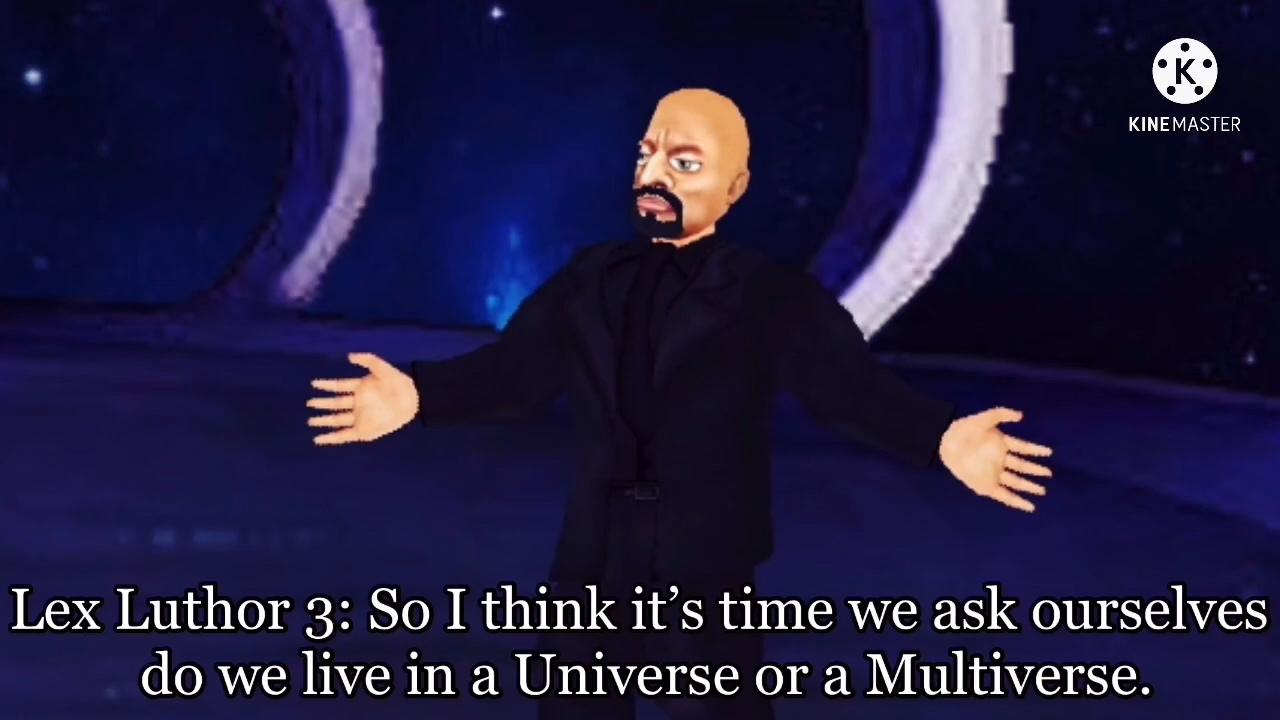 K
KINEMASTER
Lex Luthor 3: So I think it’s time we ask ourselves
do we live in a Universe or a Multiverse.